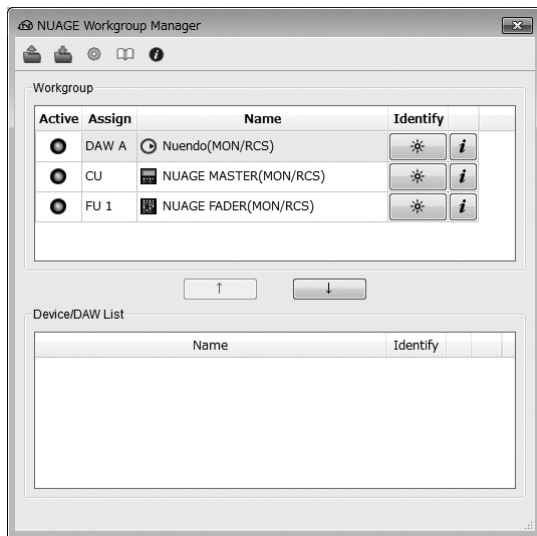 NUAGE Workgroup Manager
Workgroup
Active Assign Name Identify
DAW A Nuendo(MON/RCS) i
CU NUAGE MASTER(MON/RCS) i
FU 1 NUAGE FADER(MON/RCS) i
↑ ↓
Device/DAW List
Name Identify